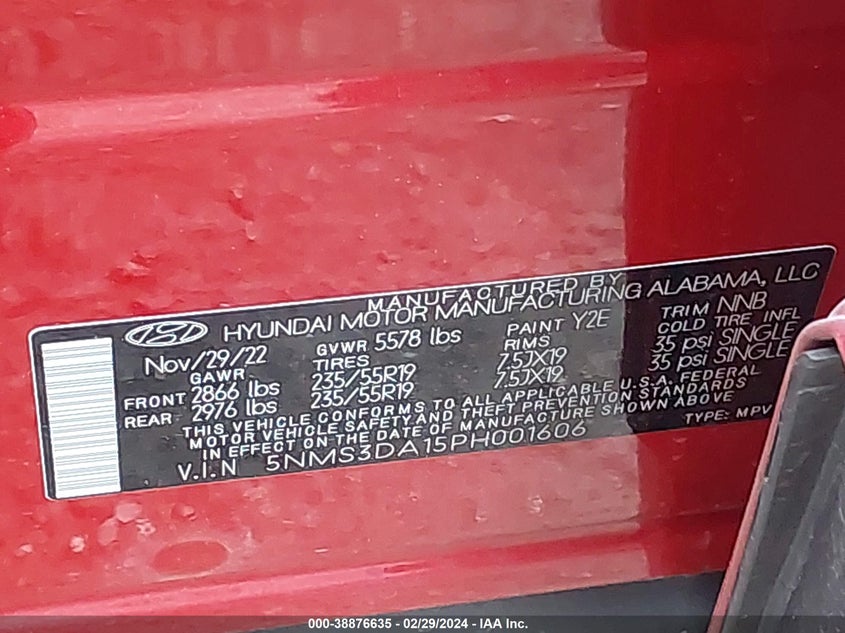 MANUFACTURED BY
HYUNDAI MOTOR MANUFACTURING ALABAMA, LLC
Nov/29/22 GVWR 5578 lbs PAINT Y2E TRIM NNB
GAWR TIRES RIMS COLD TIRE INFL
FRONT 2866 lbs 235/55R19 7.5JX19 35 psi SINGLE
REAR 2976 lbs 235/55R19 7.5JX19 35 psi SINGLE
THIS VEHICLE CONFORMS TO ALL APPLICABLE U.S.A. FEDERAL
MOTOR VEHICLE SAFETY AND THEFT PREVENTION STANDARDS
IN EFFECT ON THE DATE OF MANUFACTURE SHOWN ABOVE
V.I.N 5NMS3DA15PH001606 TYPE: MPV
000-38876635 - 02/29/2024 - IAA Inc.